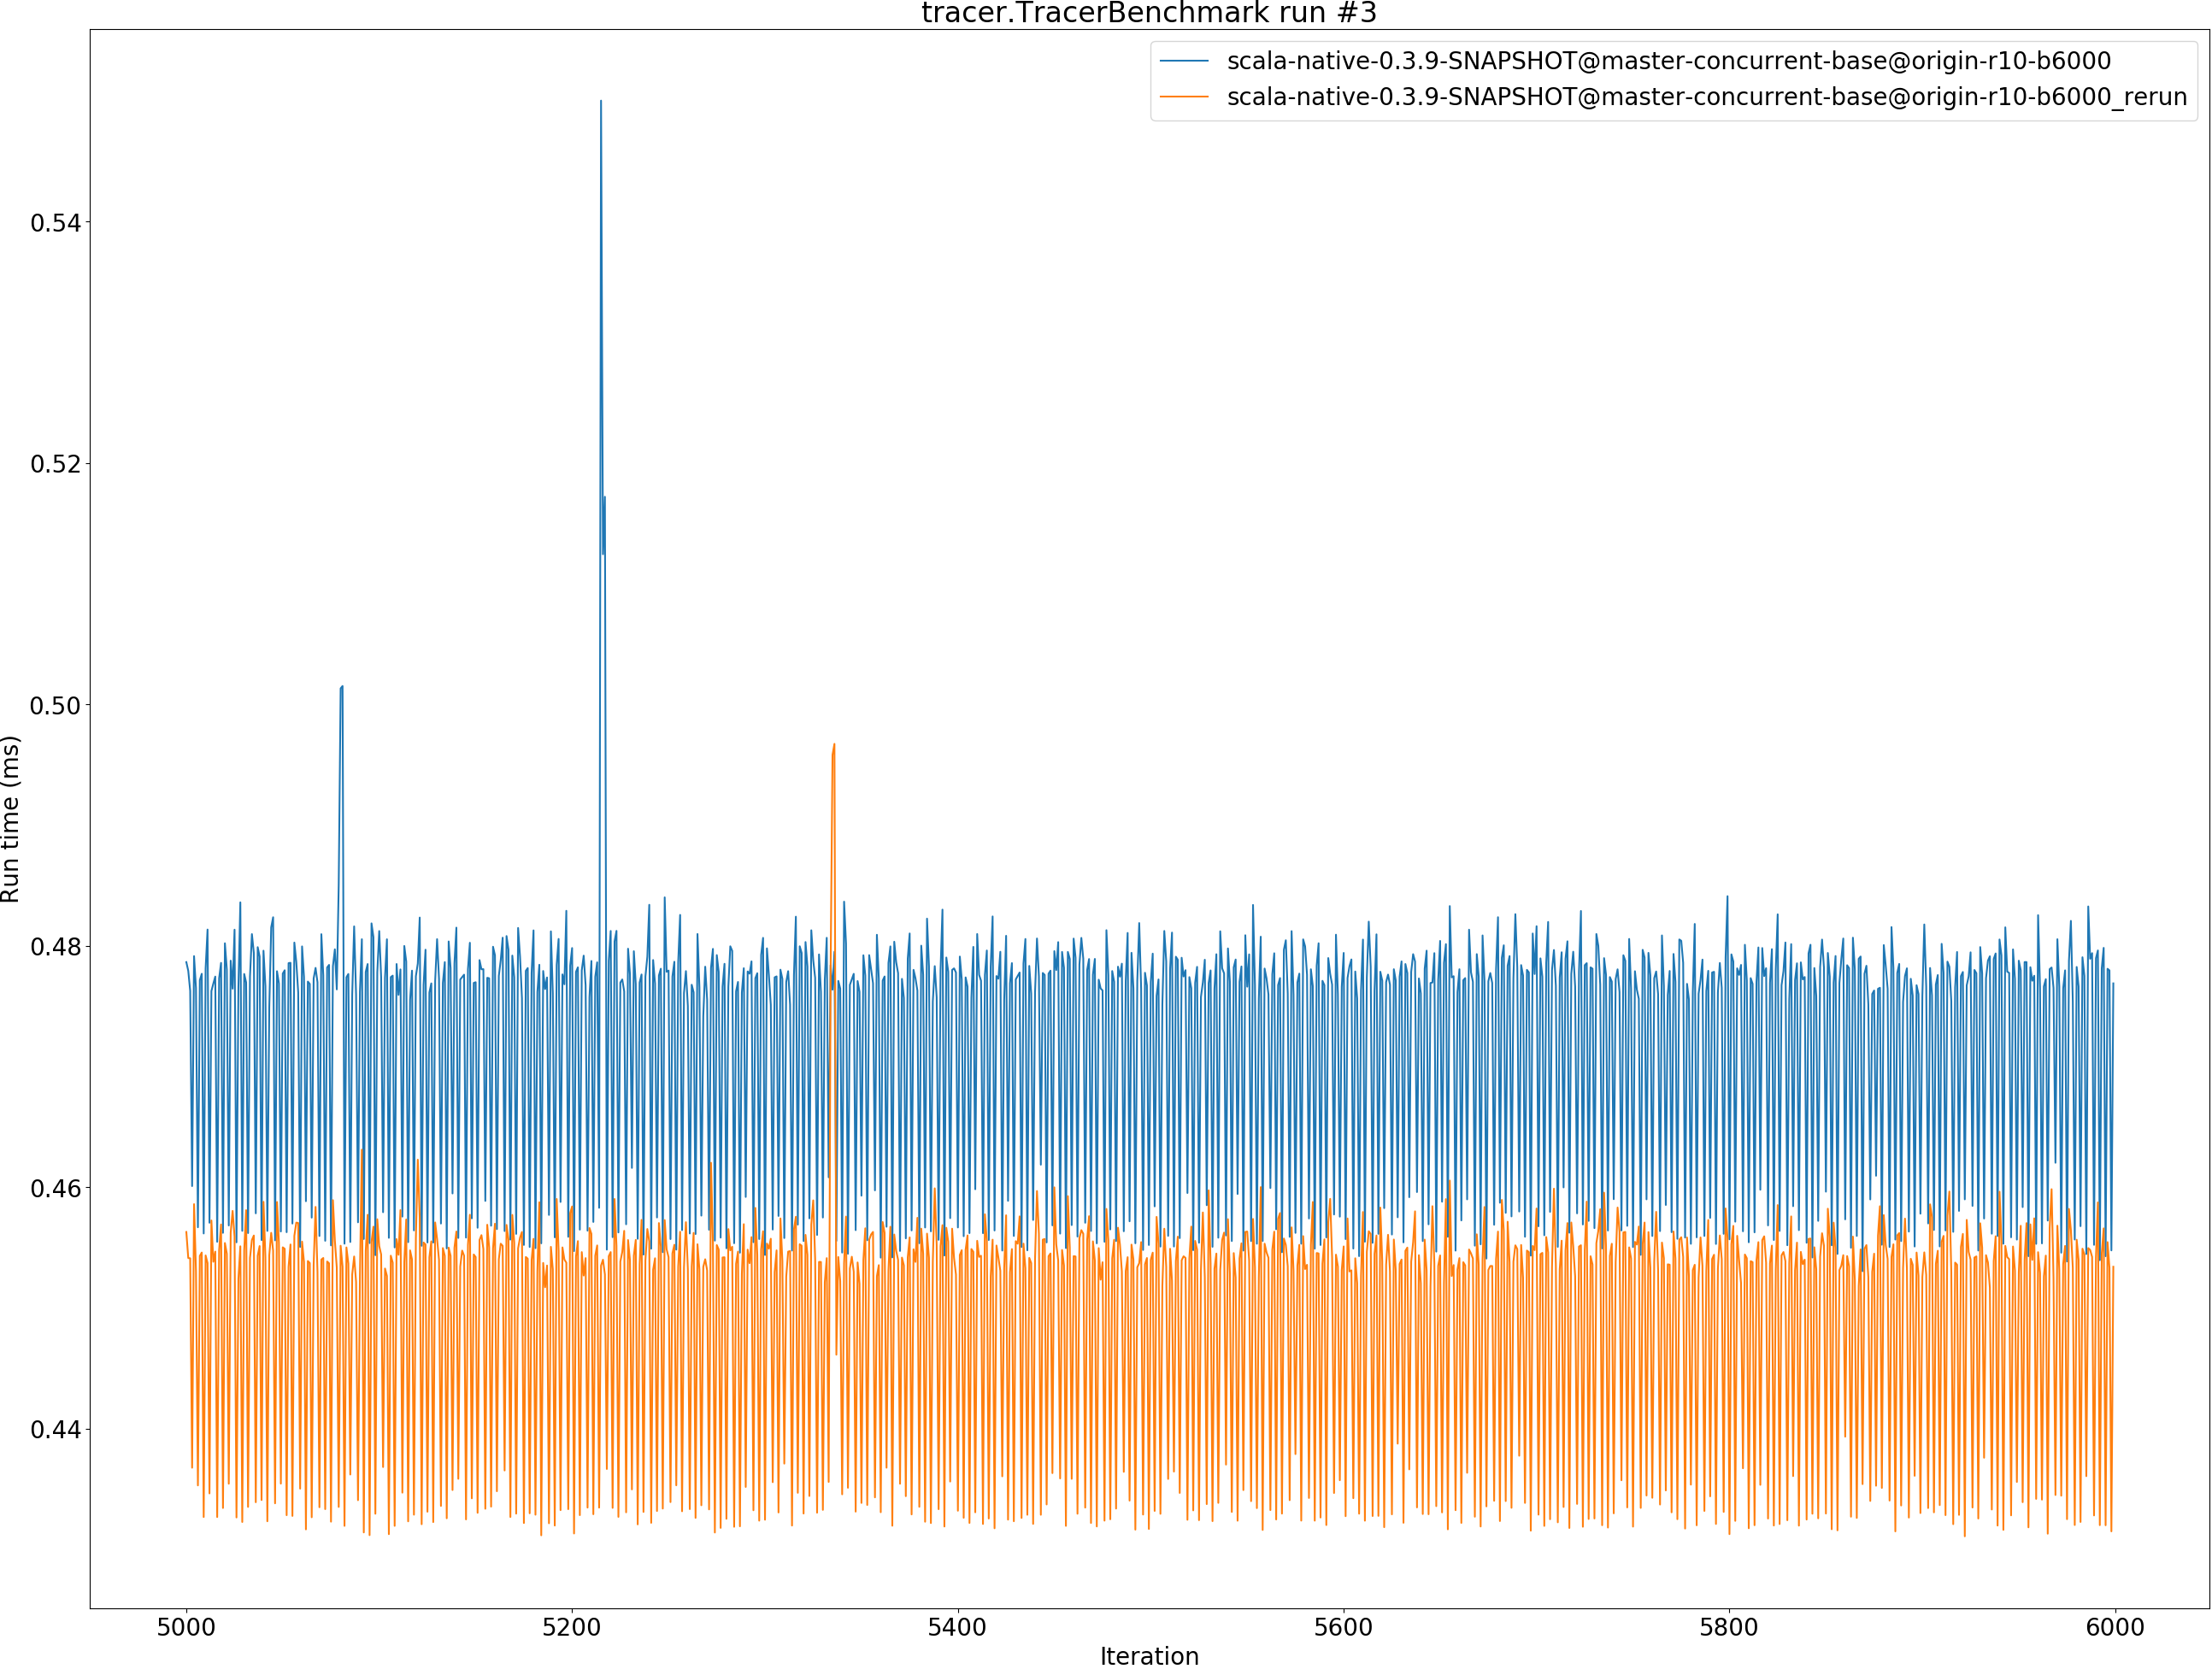 tracer.TracerBenchmark run #3
scala-native-0.3.9-SNAPSHOT@master-concurrent-base@origin-r10-b6000
scala-native-0.3.9-SNAPSHOT@master-concurrent-base@origin-r10-b6000_rerun
Run time (ms)
0.54
0.52
0.50
0.48
0.46
0.44
5000
5200
5400
5600
5800
6000
Iteration